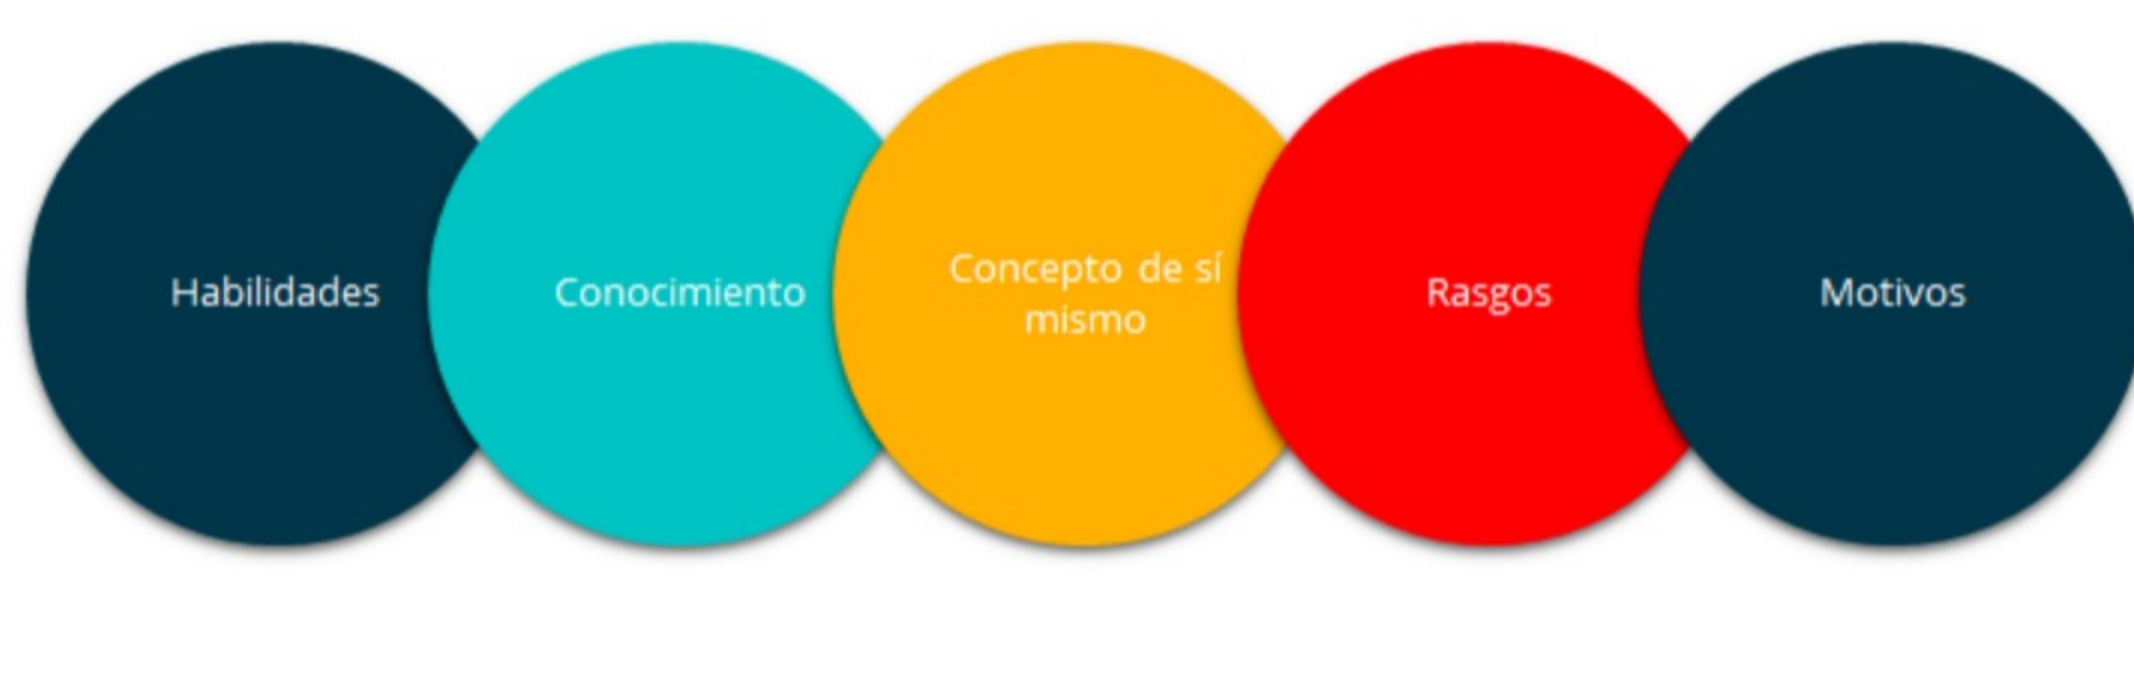 Habilidades
Conocimiento
Concepto de sí
mismo
Rasgos
Motivos